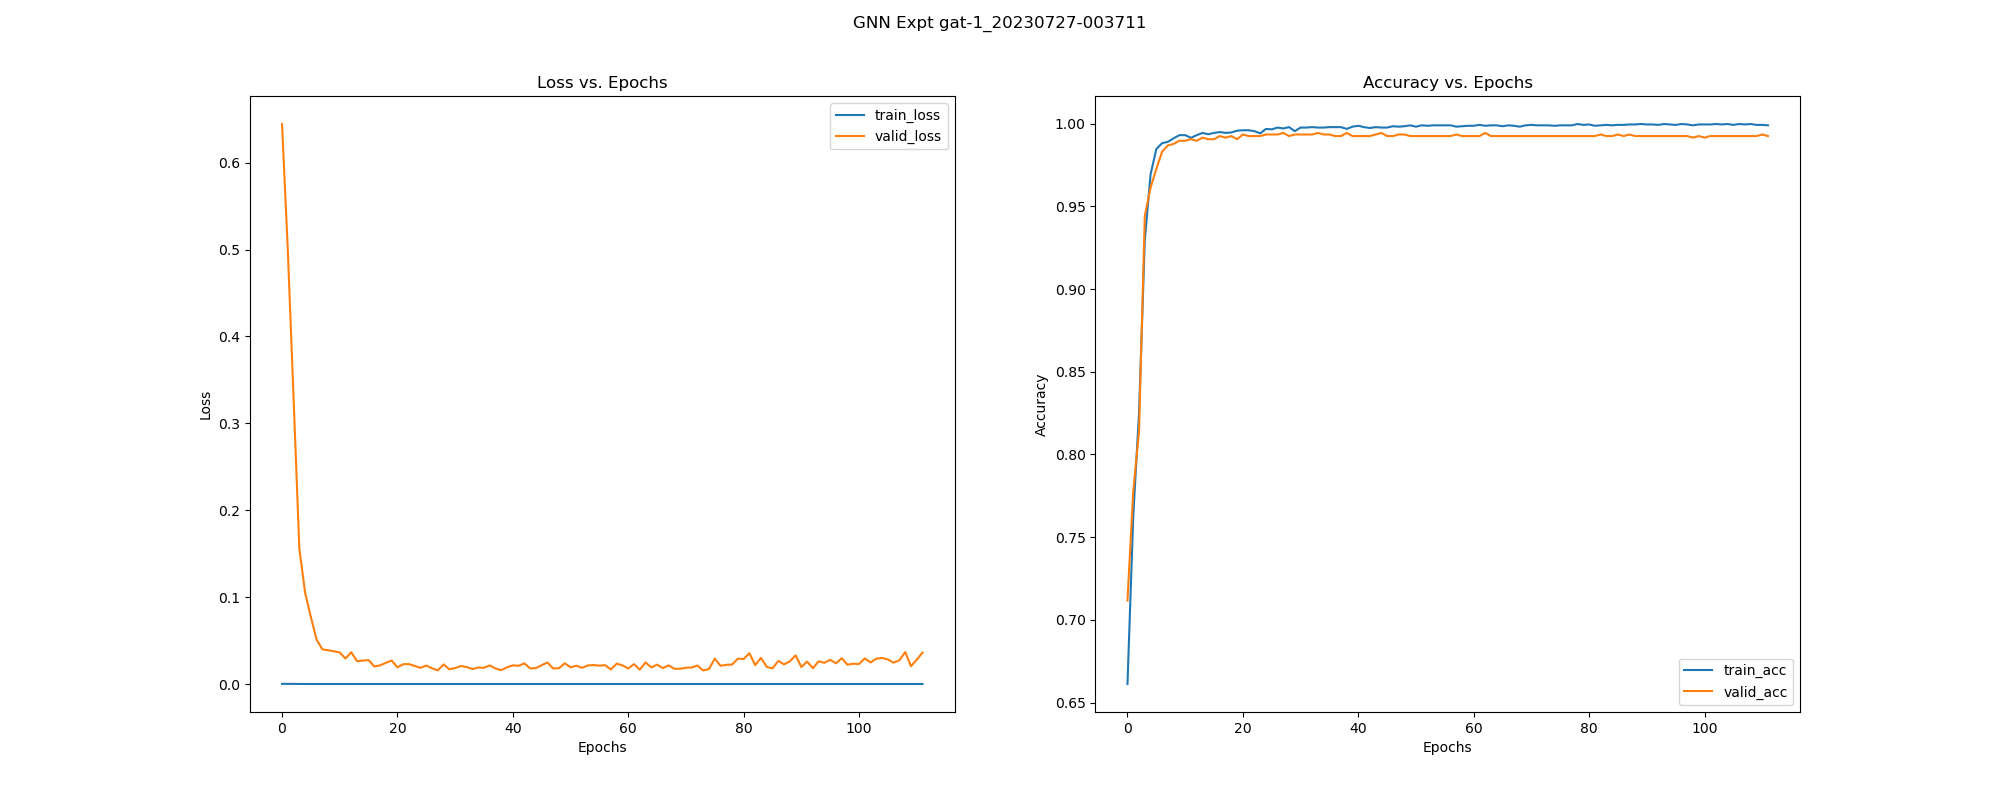 GNN Expt gat-1_20230727-003711
Loss vs. Epochs
train_loss
valid_loss
0.6
0.5
0.4
0.3
0.2
0.1
0.0
Loss
0 20 40 60 80 100
Epochs
Accuracy vs. Epochs
1.00
0.95
0.90
0.85
0.80
0.75
0.70
0.65
Accuracy
train_acc
valid_acc
0 20 40 60 80 100
Epochs